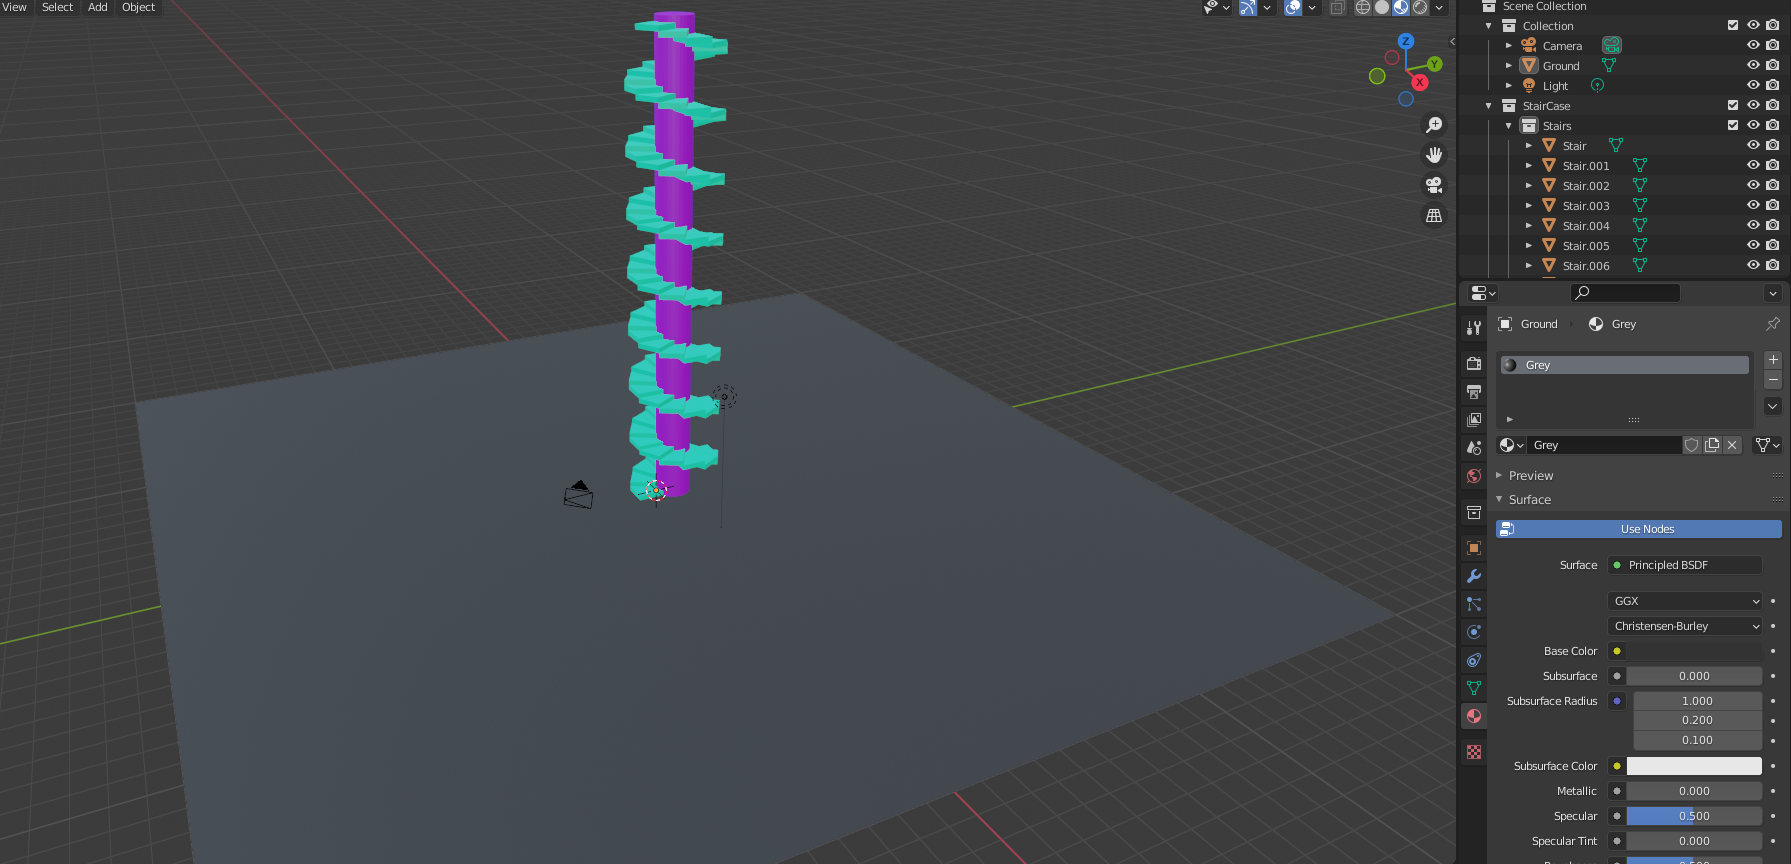 View Select Add Object
Scene Collection
Collection
Camera
Ground
Light
StairCase
Stairs
Stair
Stair.001
Stair.002
Stair.003
Stair.004
Stair.005
Stair.006
Z
Y
X
Ground Grey
Grey
Grey
Preview
Surface
Use Nodes
Surface Principled BSDF
GGX
Christensen-Burley
Base Color
Subsurface 0.000
Subsurface Radius 1.000
0.200
0.100
Subsurface Color
Metallic 0.000
Specular 0.500
Specular Tint 0.000